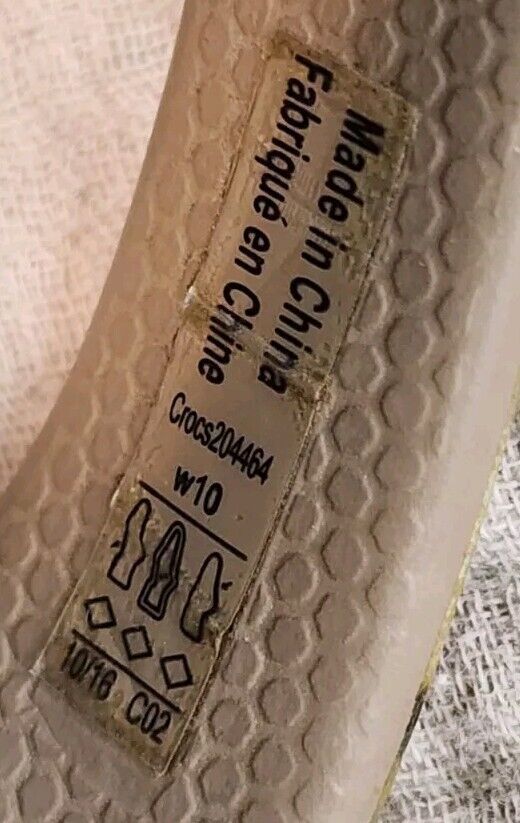 Made in China
Fabriqué en Chine
Crocs204464
w10
10/16 C02